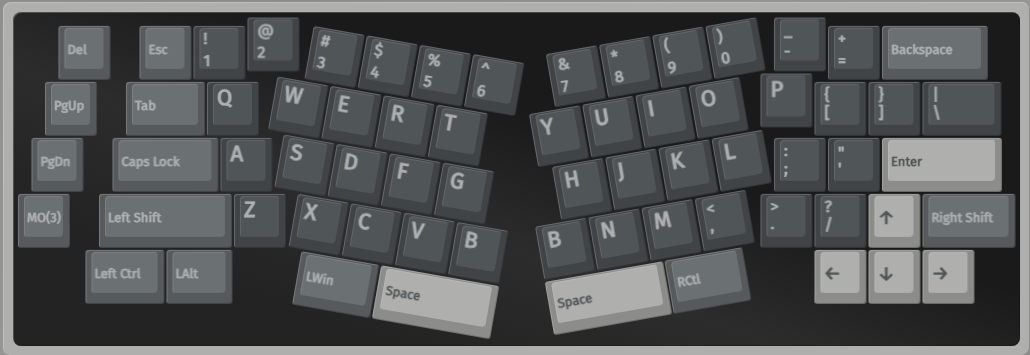 Del Esc ! 1 @ 2 # 3 $ 4 % 5 ^ 6 & 7 * 8 ( 9 ) 0 _ - + = Backspace
PgUp Tab Q W E R T Y U I O P { [ } ] | \
PgDn Caps Lock A S D F G H J K L : ; " ' Enter
MO(3) Left Shift Z X C V B B N M < , > . ? / ↑ Right Shift
Left Ctrl LAlt LWin Space Space RCtl ← ↓ →